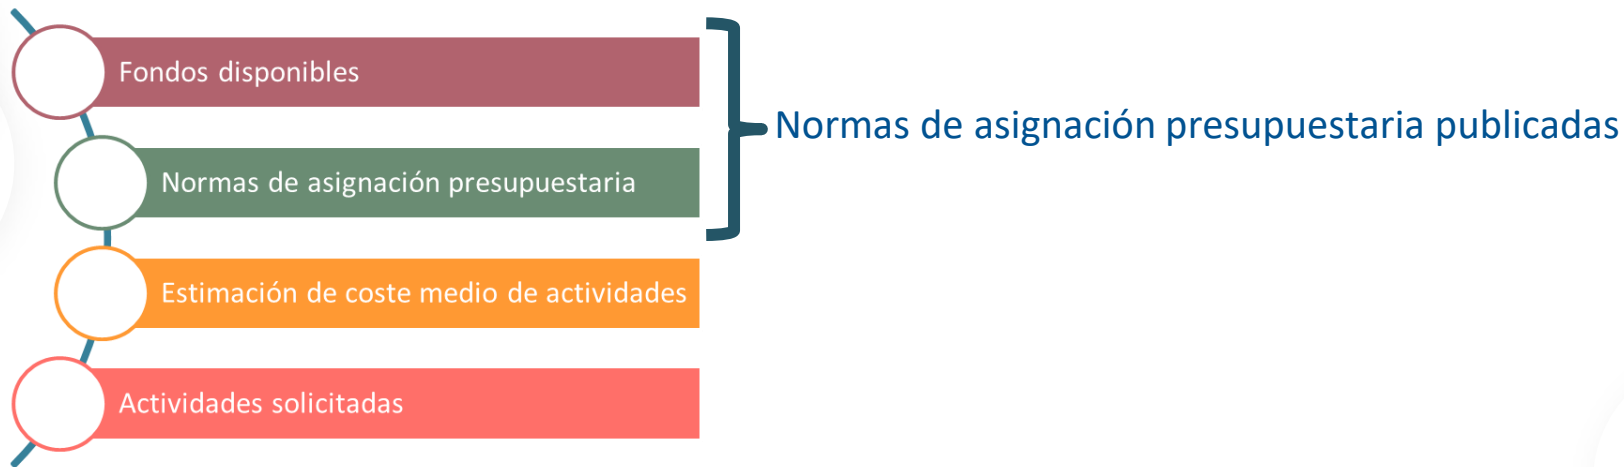 Fondos disponibles
Normas de asignación presupuestaria publicadas
Normas de asignación presupuestaria
Estimación de coste medio de actividades
Actividades solicitadas